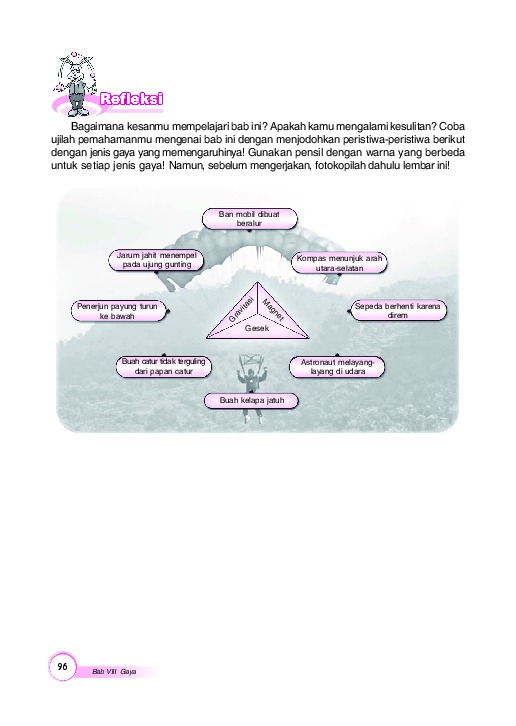 Refleksi
Bagaimana kesanmu mempelajari bab ini? Apakah kamu mengalami kesulitan? Coba
ujilah pemahamanmu mengenai bab ini dengan menjodohkan peristiwa-peristiwa berikut
dengan jenis gaya yang memengaruhinya! Gunakan pensil dengan warna yang berbeda
untuk setiap jenis gaya! Namun, sebelum mengerjakan, fotokopilah dahulu lembar ini!
Ban mobil dibuat
beralur
Jarum jahit menempel
pada ujung gunting
Kompas menunjuk arah
utara-selatan
Penerjun payung turun
ke bawah
Gravitasi
Magnet
Gesek
Sepeda berhenti karena
direm
Buah catur tidak terguling
dari papan catur
Astronaut melayang-
layang di udara
Buah kelapa jatuh
96
Bab VIII Gaya